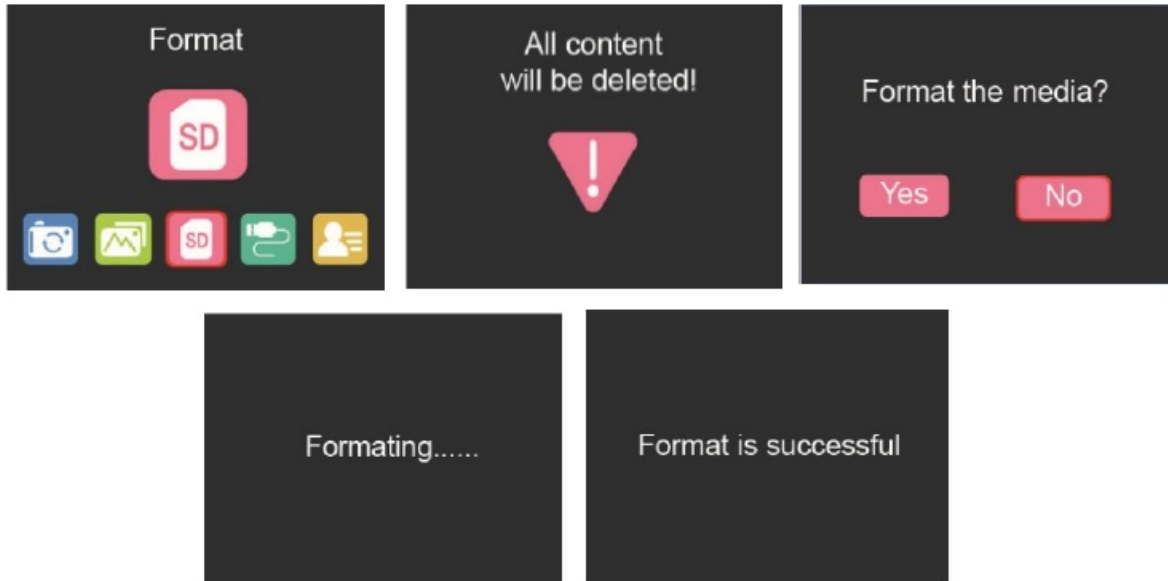 Format
SD
SD
All content
will be deleted!
!
Format the media?
Yes
No
Formating......
Format is successful